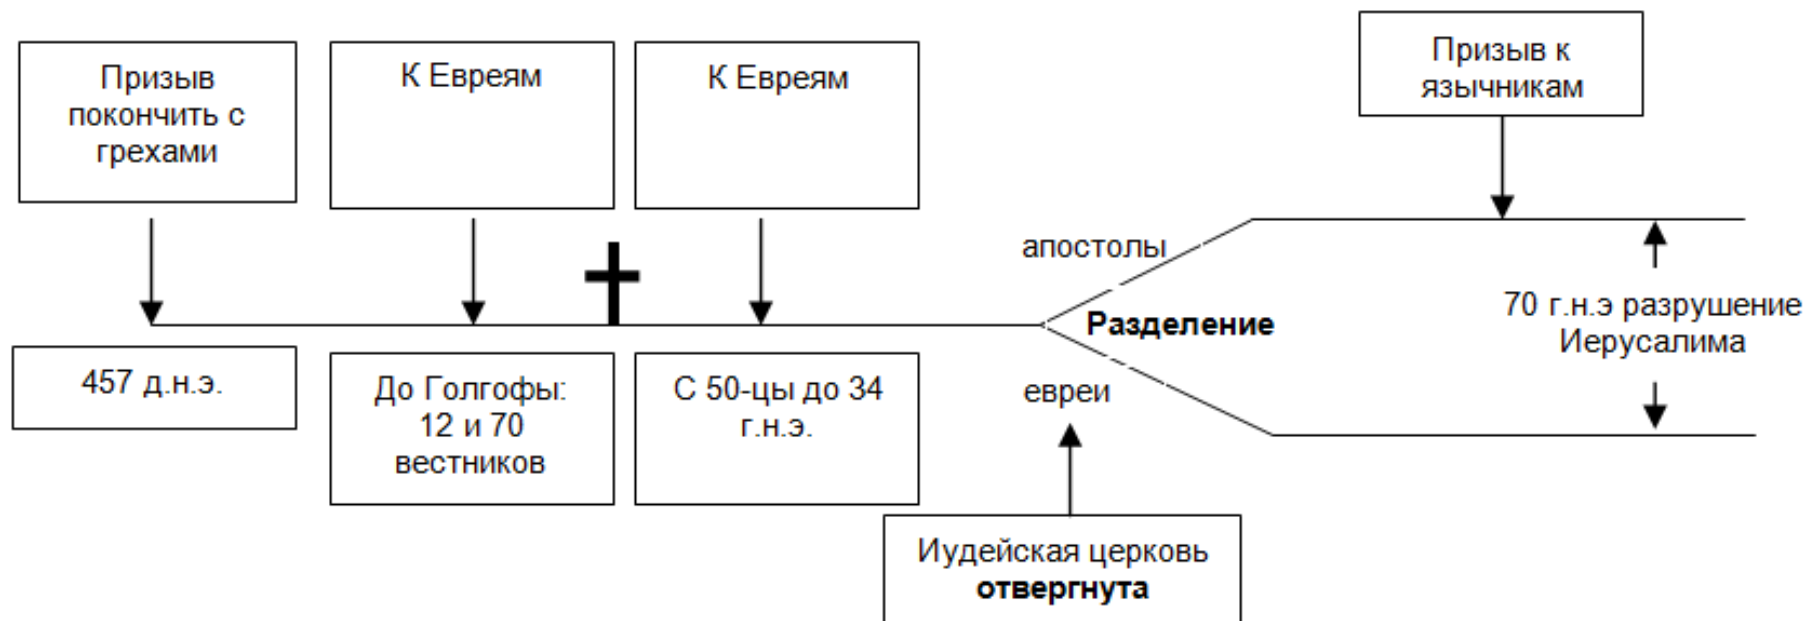 Призыв
покончить с
грехами
К Евреям
К Евреям
Призыв к
язычникам
апостолы
Разделение
70 г.н.э разрушение
Иерусалима
457 д.н.э.
До Голгофы:
12 и 70
вестников
С 50-цы до 34
г.н.э.
евреи
Иудейская церковь
отвергнута